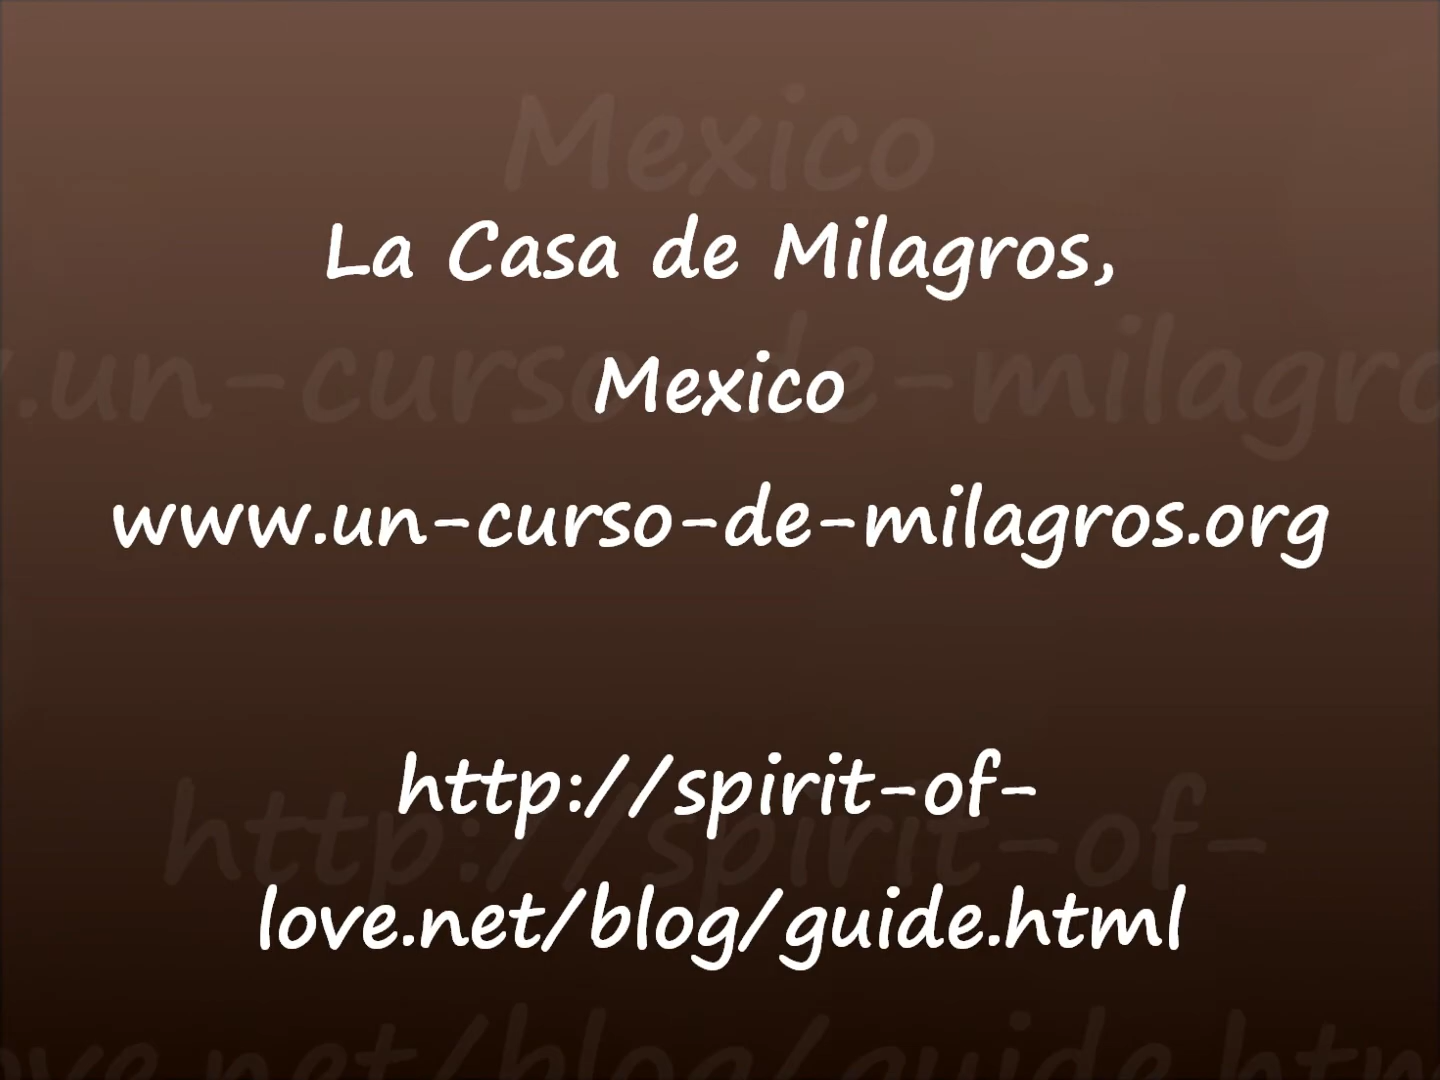 La Casa de Milagros,
Mexico
www.un-curso-de-milagros.org
http://spirit-of-
love.net/blog/guide.html